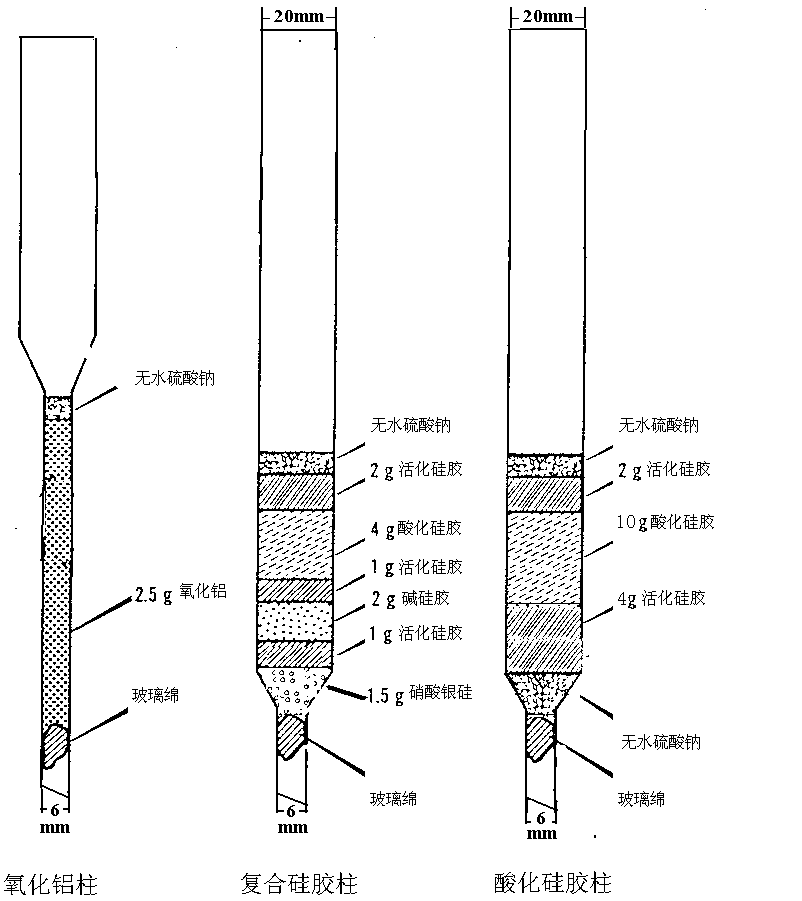 20mm
20mm
无水硫酸钠
2.5 g 氧化铝
玻璃绵
6
mm
氧化铝柱
无水硫酸钠
2 g 活化硅胶
4 g 酸化硅胶
1 g 活化硅胶
2 g 碱硅胶
1 g 活化硅胶
1.5 g 硝酸银硅
玻璃绵
6
mm
复合硅胶柱
无水硫酸钠
2 g 活化硅胶
10g 酸化硅胶
4g 活化硅胶
无水硫酸钠
玻璃绵
6
mm
酸化硅胶柱